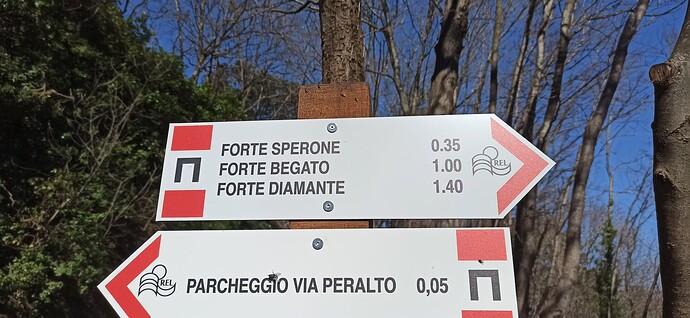 FORTE SPERONE 0.35
FORTE BEGATO 1.00
FORTE DIAMANTE 1.40
REL
REL PARCHEGGIO VIA PERALTO 0,05